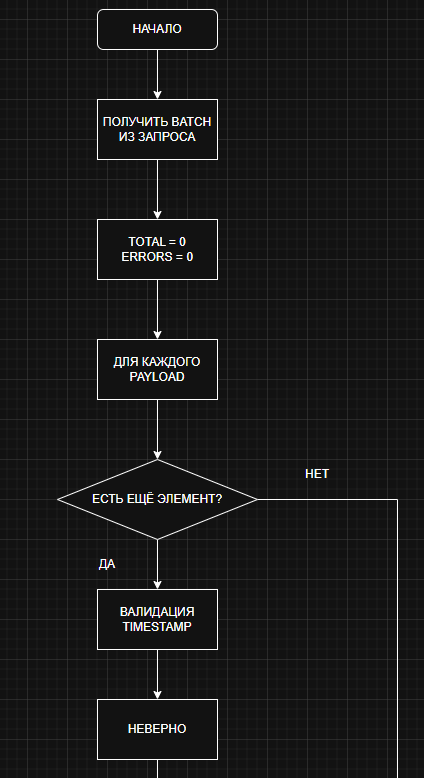 НАЧАЛО
ПОЛУЧИТЬ BATCH
ИЗ ЗАПРОСА
TOTAL = 0
ERRORS = 0
ДЛЯ КАЖДОГО
PAYLOAD
ЕСТЬ ЕЩЁ ЭЛЕМЕНТ?
НЕТ
ДА
ВАЛИДАЦИЯ
TIMESTAMP
НЕВЕРНО